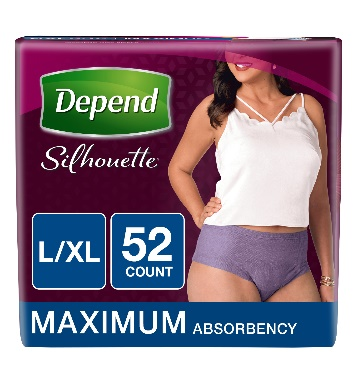 Depend
Silhouette
L/XL
52
COUNT
MAXIMUM ABSORBENCY